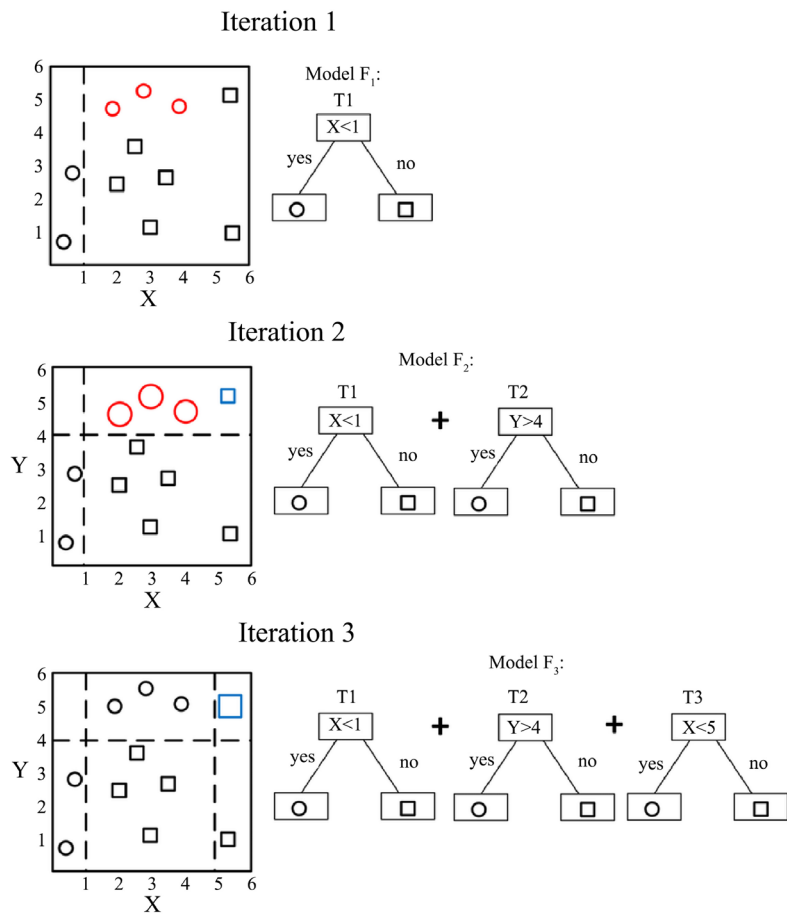 Iteration 1
Model F1:
T1
X<1
yes
no
6
5
4
3
2
1
1 2 3 4 5 6
X
Iteration 2
Model F2:
T1
X<1
yes
no
+
T2
Y>4
yes
no
6
5
4
3
2
1
Y
1 2 3 4 5 6
X
Iteration 3
Model F3:
T1
X<1
yes
no
+
T2
Y>4
yes
no
+
T3
X<5
yes
no
6
5
4
3
2
1
Y
1 2 3 4 5 6
X